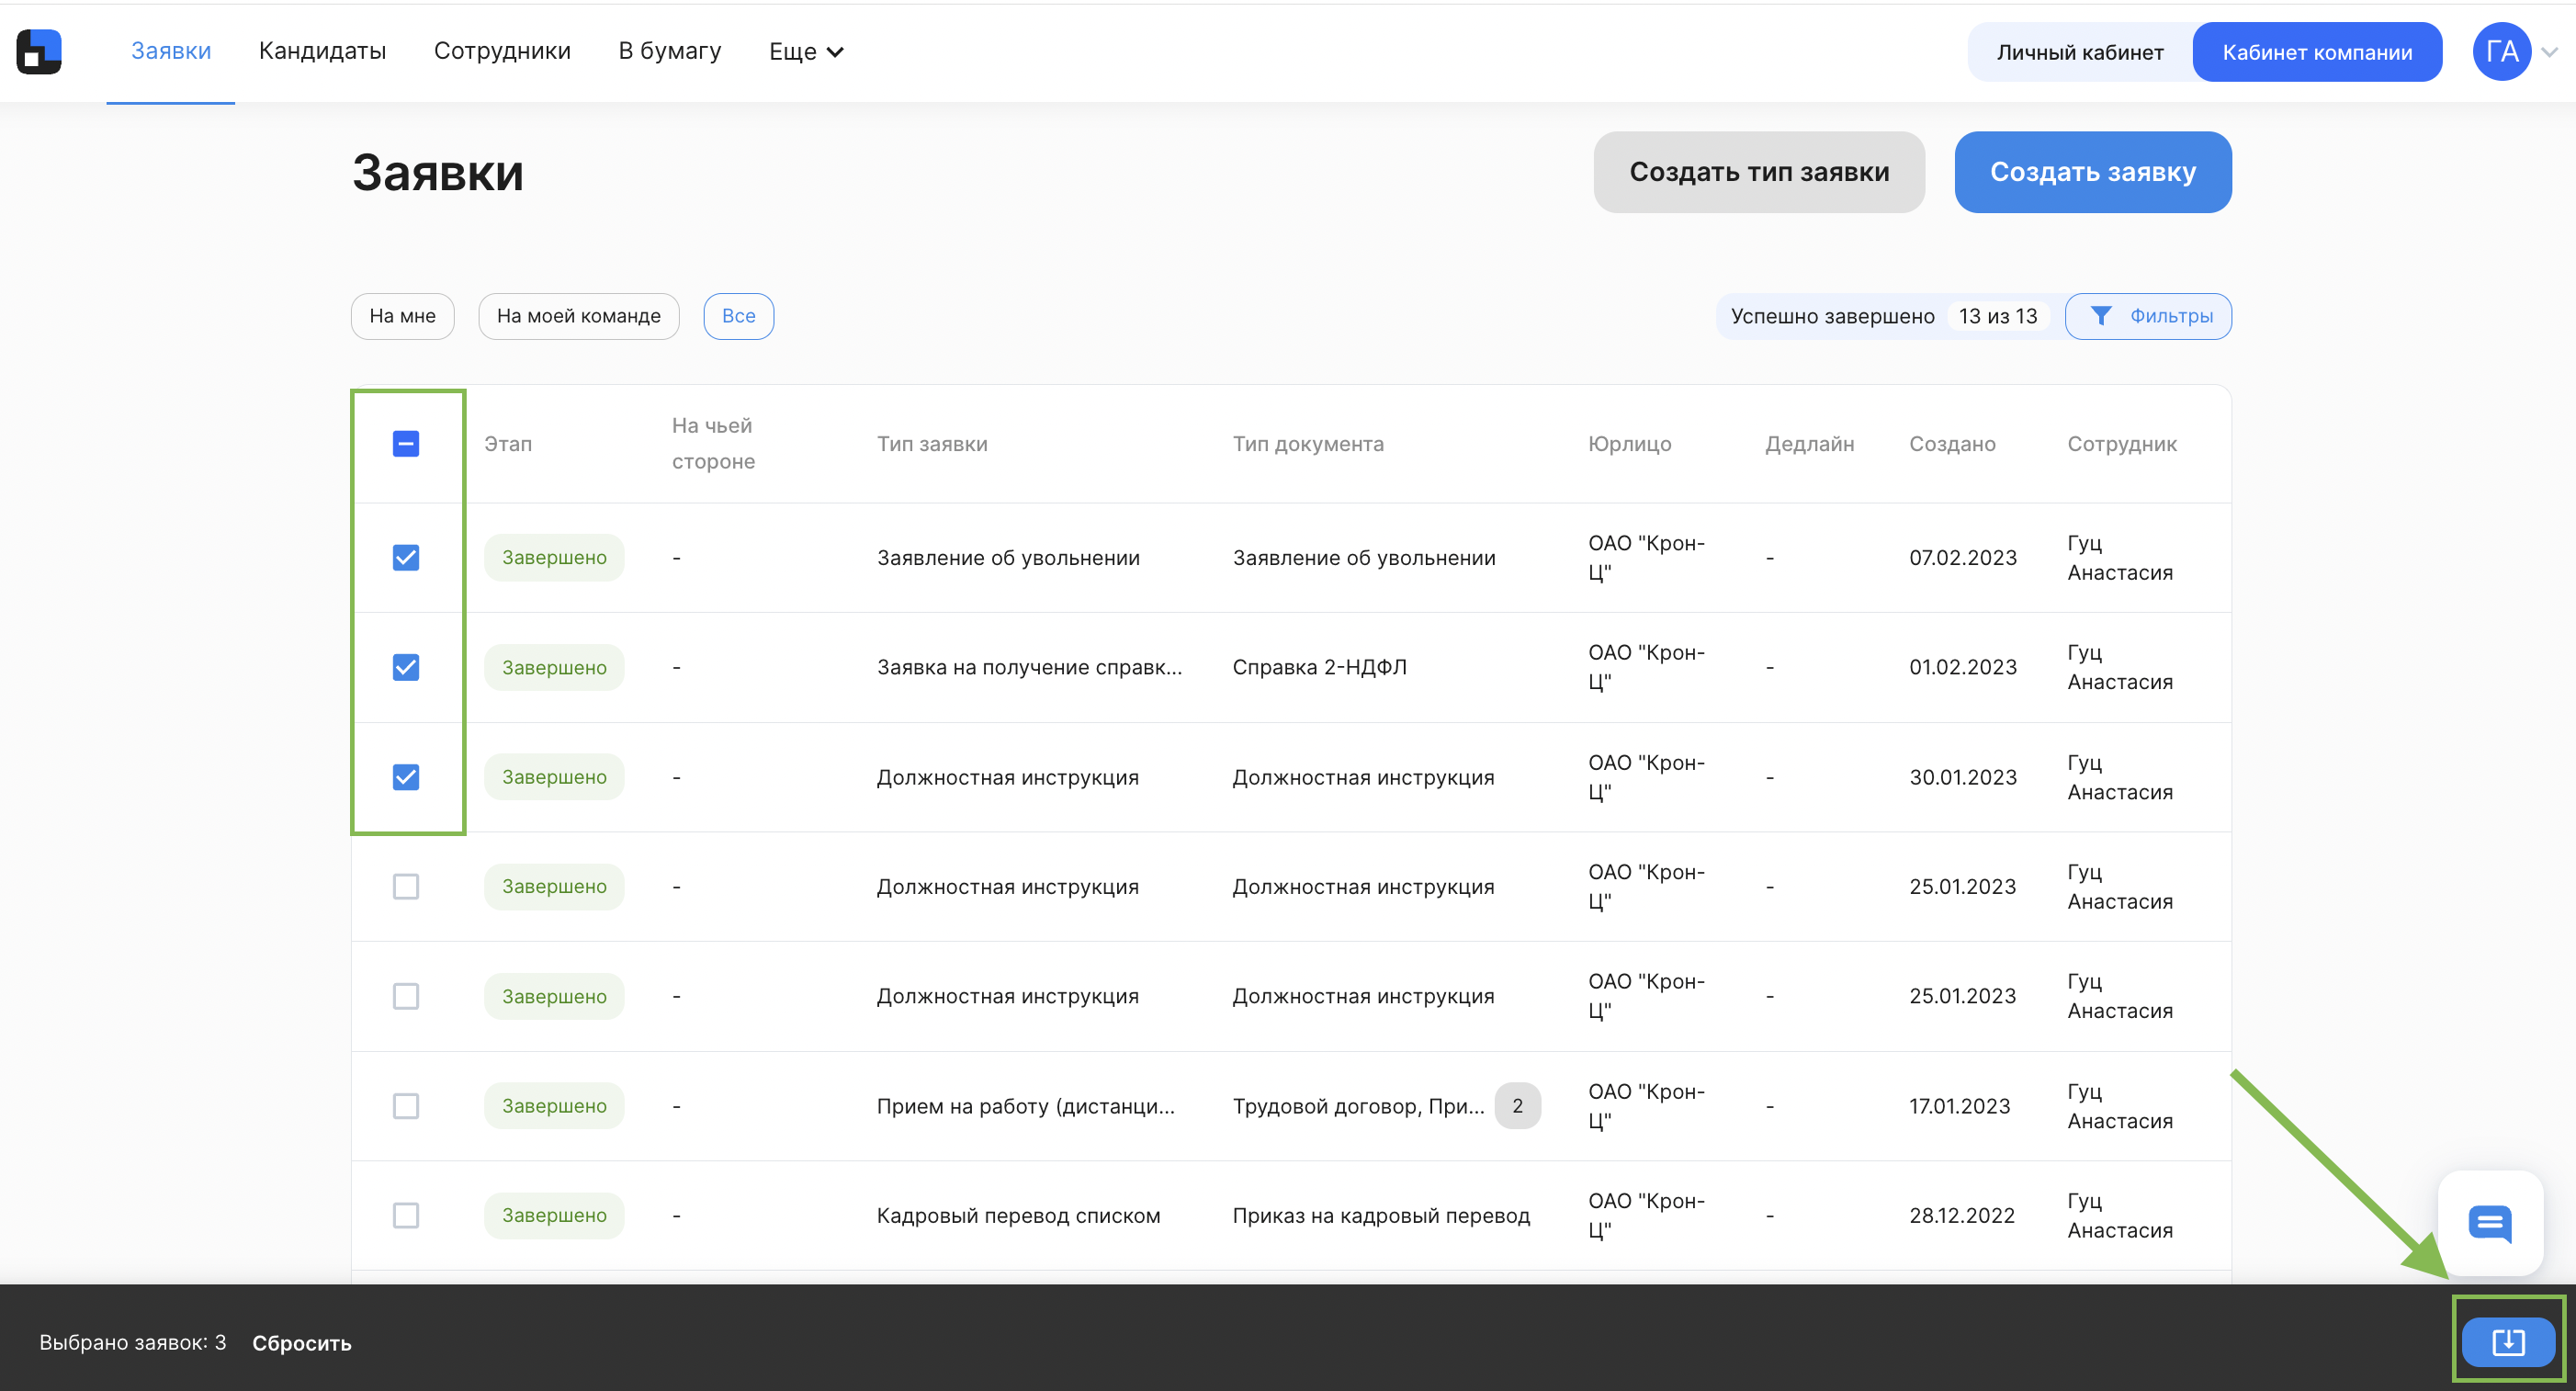 Заявки Кандидаты Сотрудники В бумагу Еще Личный кабинет Кабинет компании ГА
Заявки Создать тип заявки Создать заявку
На мне На моей команде Все Успешно завершено 13 из 13 Фильтры
Этап На чьей стороне Тип заявки Тип документа Юрлицо Дедлайн Создано Сотрудник
Завершено - Заявление об увольнении Заявление об увольнении ОАО "Крон-Ц" - 07.02.2023 Гуц Анастасия
Завершено - Заявка на получение справк... Справка 2-НДФЛ ОАО "Крон-Ц" - 01.02.2023 Гуц Анастасия
Завершено - Должностная инструкция Должностная инструкция ОАО "Крон-Ц" - 30.01.2023 Гуц Анастасия
Завершено - Должностная инструкция Должностная инструкция ОАО "Крон-Ц" - 25.01.2023 Гуц Анастасия
Завершено - Должностная инструкция Должностная инструкция ОАО "Крон-Ц" - 25.01.2023 Гуц Анастасия
Завершено - Прием на работу (дистанци... Трудовой договор, При... 2 ОАО "Крон-Ц" - 17.01.2023 Гуц Анастасия
Завершено - Кадровый перевод списком Приказ на кадровый перевод ОАО "Крон-Ц" - 28.12.2022 Гуц Анастасия
Выбрано заявок: 3 Сбросить